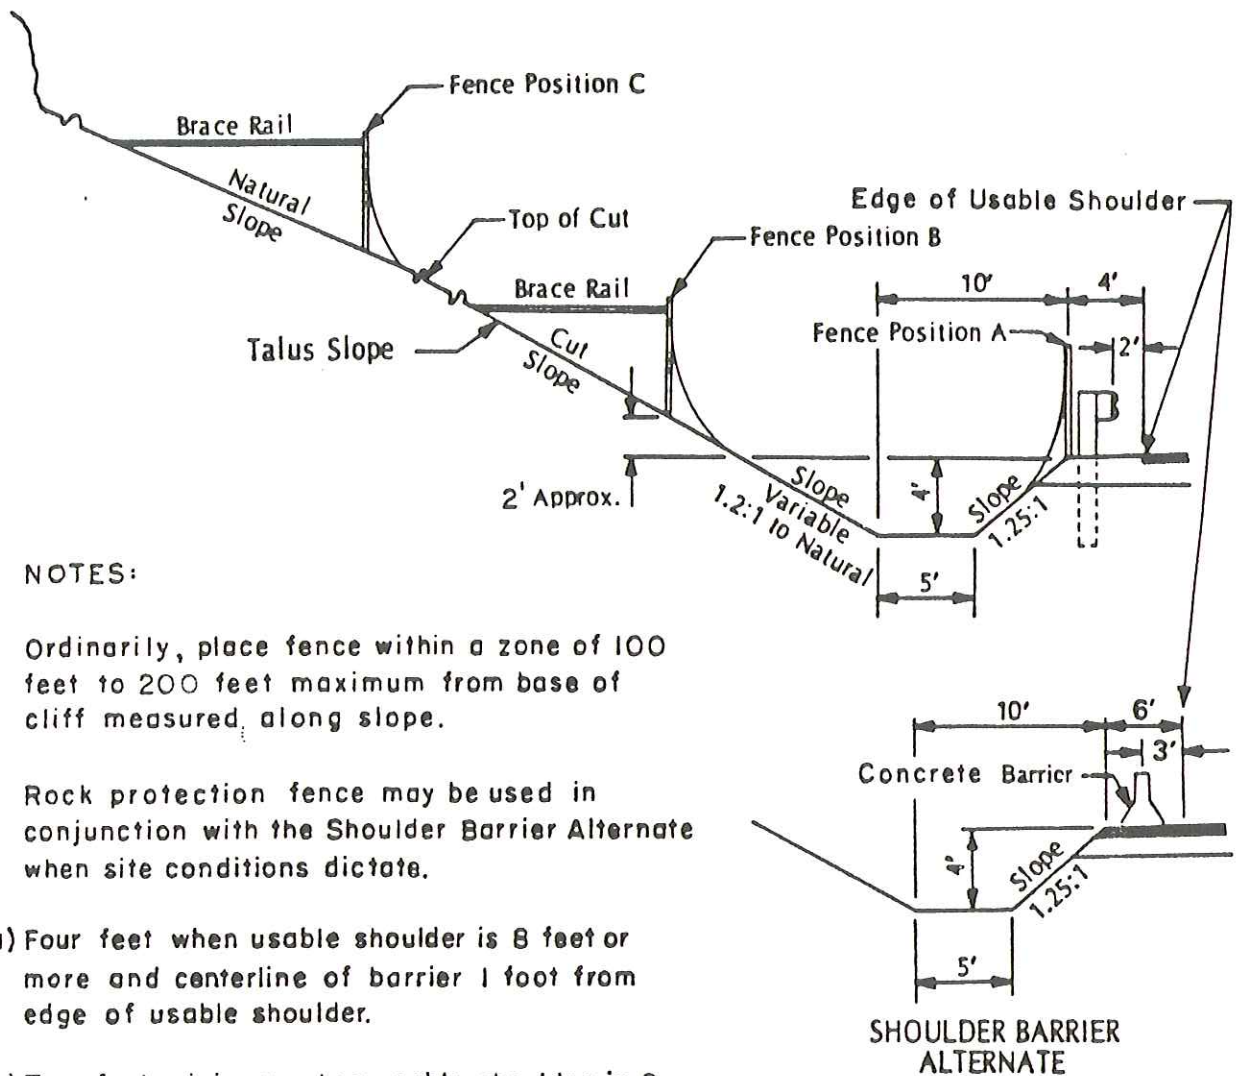 Fence Position C
Brace Rail
Natural
Slope
Edge of Usable Shoulder
Top of Cut
Fence Position B
Brace Rail
10'
4'
Fence Position A
2'
Talus Slope
Cut
Slope
2' Approx.
Slope
Variable
1.2:1 to Natural
4'
Slope
1.25:1
5'
NOTES:
Ordinarily, place fence within a zone of 100
feet to 200 feet maximum from base of
cliff measured along slope.
Rock protection fence may be used in
conjunction with the Shoulder Barrier Alternate
when site conditions dictate.
) Four feet when usable shoulder is 8 feet or
more and centerline of barrier 1 foot from
edge of usable shoulder.
10'
6'
3'
Concrete Barrier
4'
Slope
1.25:1
5'
SHOULDER BARRIER
ALTERNATE